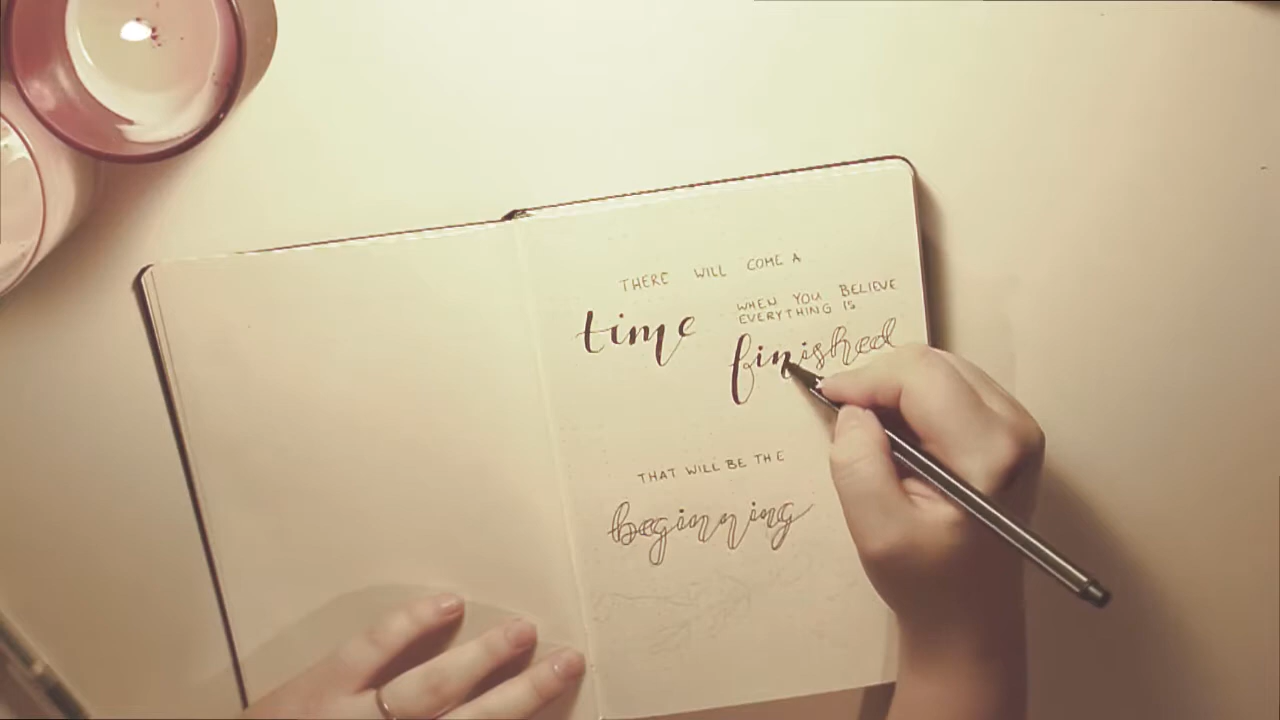 THERE WILL COME A
time
WHEN YOU BELIEVE
EVERYTHING IS
finished
THAT WILL BE THE
beginning